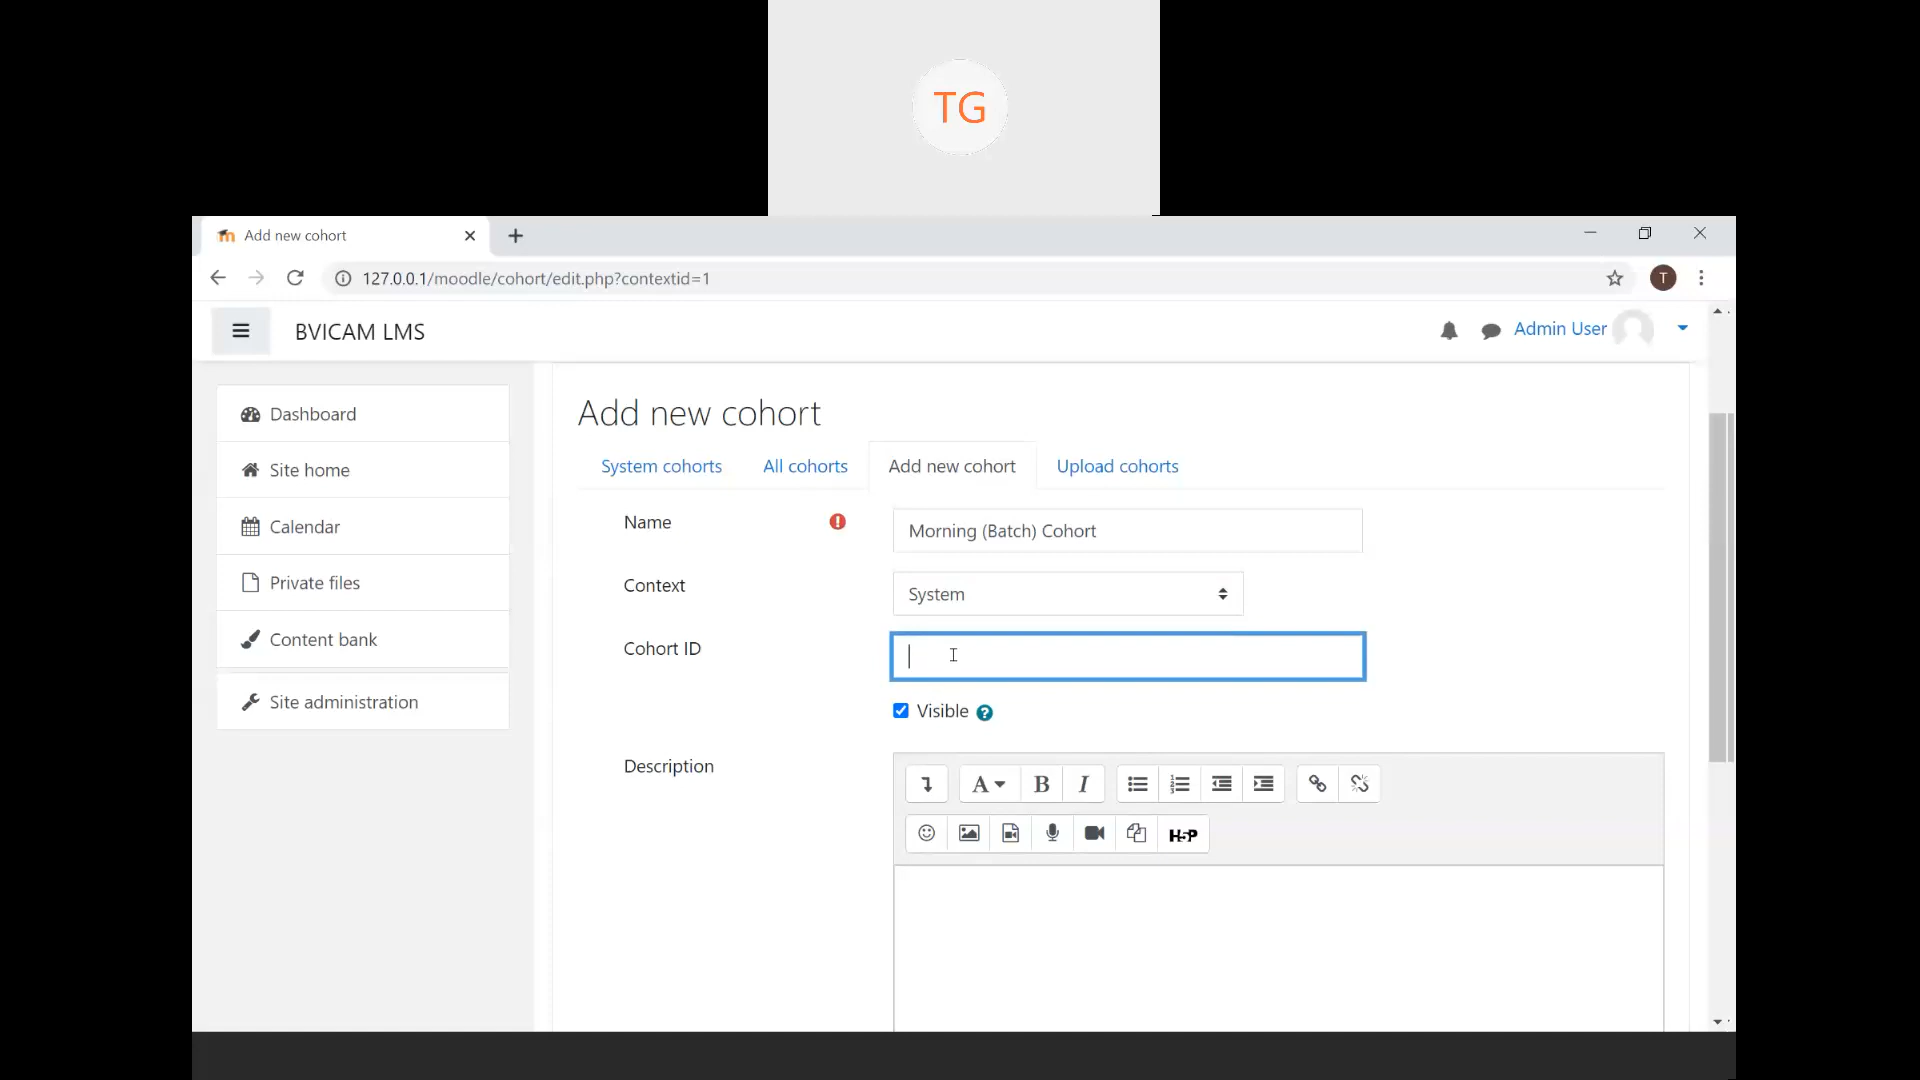 TG
Add new cohort
127.0.0.1/moodle/cohort/edit.php?contextid=1
T
BVICAM LMS
Admin User
Dashboard
Site home
Calendar
Private files
Content bank
Site administration
Add new cohort
System cohorts
All cohorts
Add new cohort
Upload cohorts
Name
Morning (Batch) Cohort
Context
System
Cohort ID
Visible
Description
A
B
I
H5P